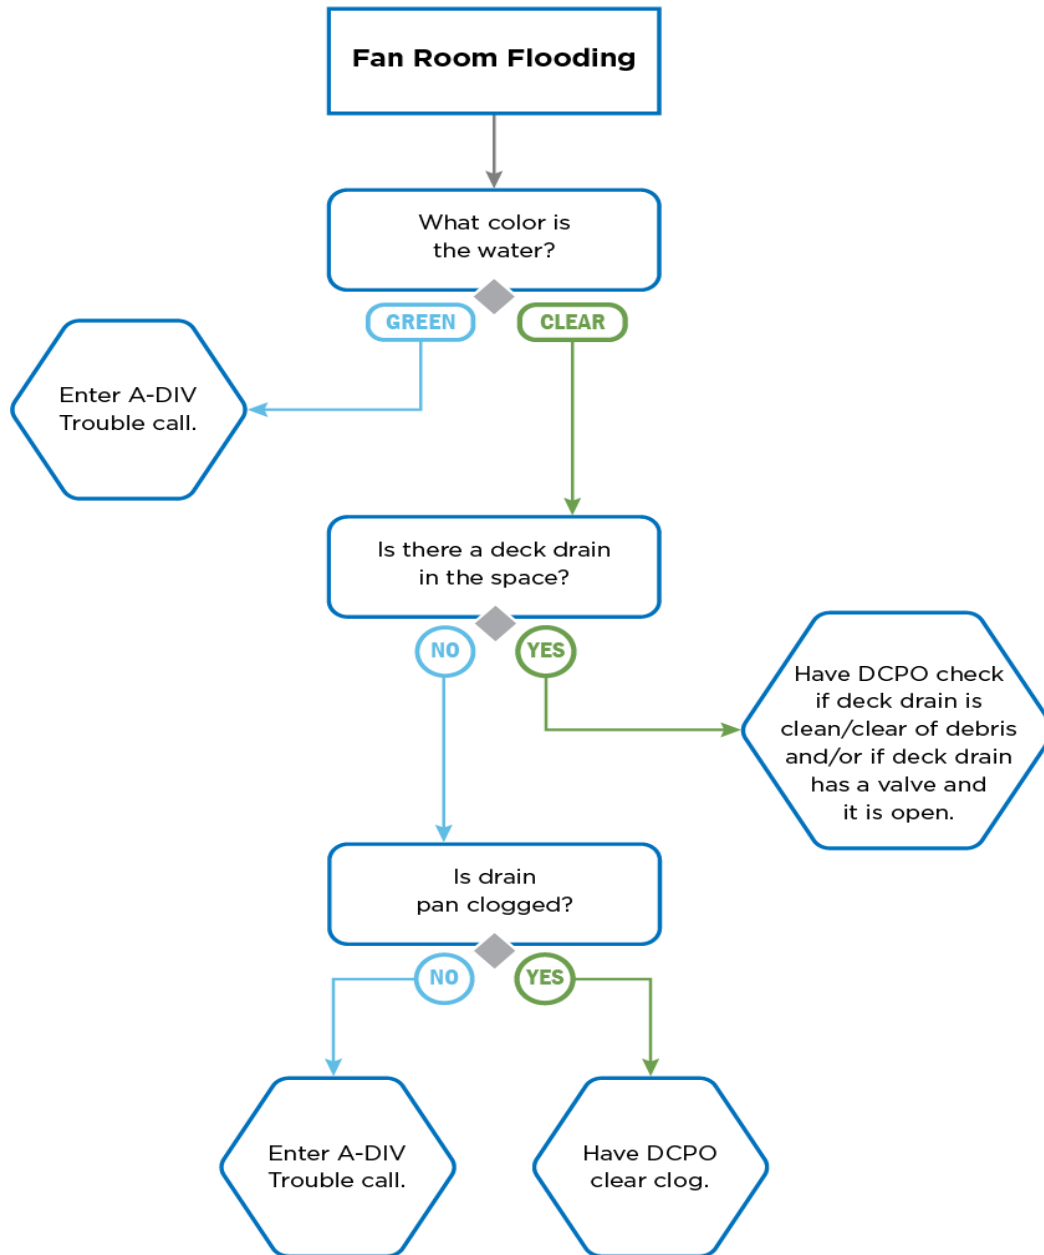 Fan Room Flooding
What color is
the water?
GREEN
CLEAR
Enter A-DIV
Trouble call.
Is there a deck drain
in the space?
NO
YES
Have DCPO check
if deck drain is
clean/clear of debris
and/or if deck drain
has a valve and
it is open.
Is drain
pan clogged?
NO
YES
Enter A-DIV
Trouble call.
Have DCPO
clear clog.